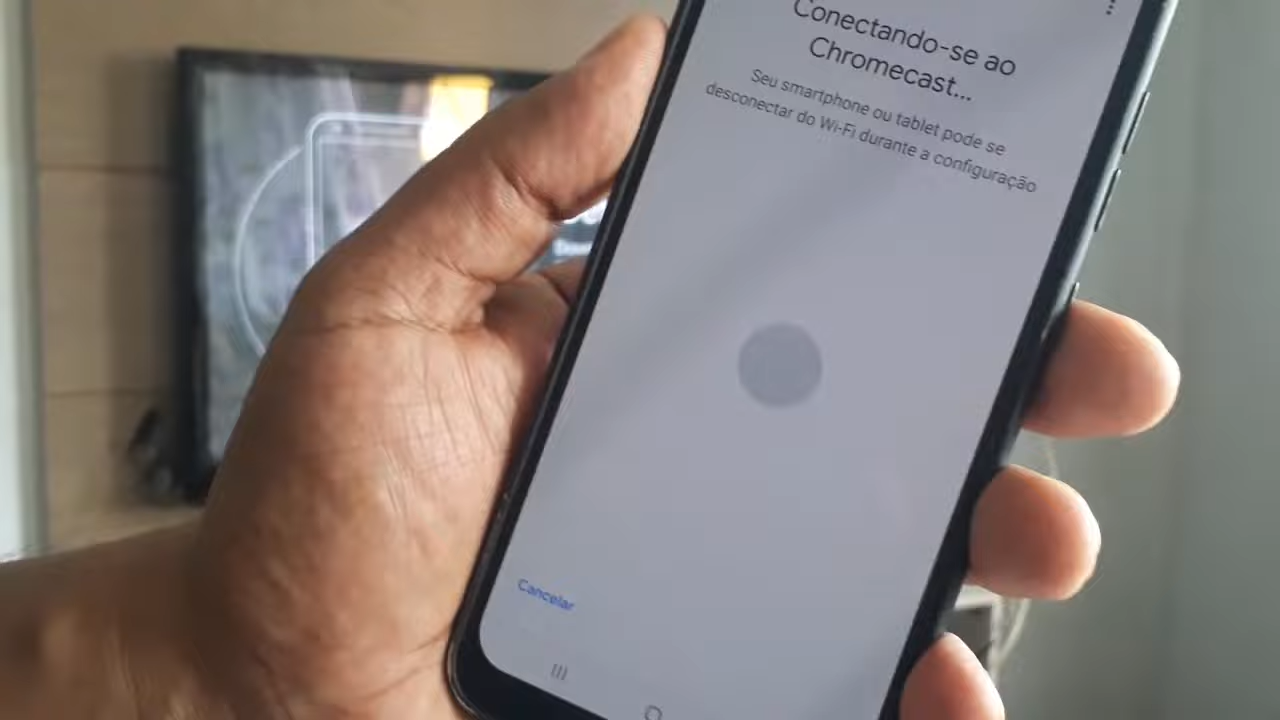 Conectando-se ao
Chromecast...
Seu smartphone ou tablet pode se
desconectar do Wi-Fi durante a configuração
Cancelar